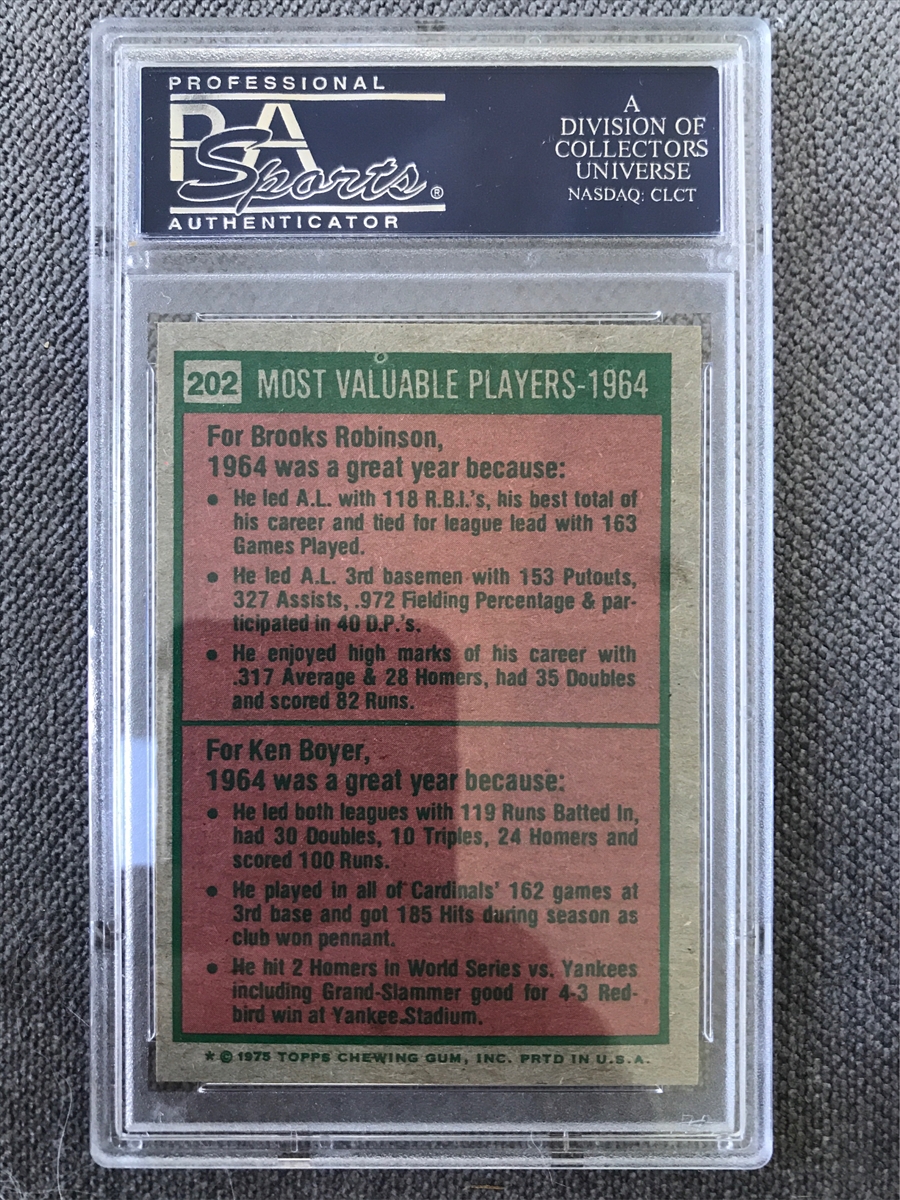 PROFESSIONAL
PSA
Sports®
AUTHENTICATOR
A
DIVISION OF
COLLECTORS
UNIVERSE
NASDAQ: CLCT
202 MOST VALUABLE PLAYERS-1964
For Brooks Robinson,
1964 was a great year because:
• He led A.L. with 118 R.B.I.'s, his best total of
his career and tied for league lead with 163
Games Played.
• He led A.L. 3rd basemen with 153 Putouts,
327 Assists, .972 Fielding Percentage & par-
ticipated in 40 D.P.'s.
• He enjoyed high marks of his career with
.317 Average & 28 Homers, had 35 Doubles
and scored 82 Runs.
For Ken Boyer,
1964 was a great year because:
• He led both leagues with 119 Runs Batted In,
had 30 Doubles, 10 Triples, 24 Homers and
scored 100 Runs.
• He played in all of Cardinals' 162 games at
3rd base and got 185 Hits during season as
club won pennant.
• He hit 2 Homers in World Series vs. Yankees
including Grand-Slammer good for 4-3 Red-
bird win at Yankee Stadium.
* © 1975 TOPPS CHEWING GUM, INC. PRTD IN U.S.A.